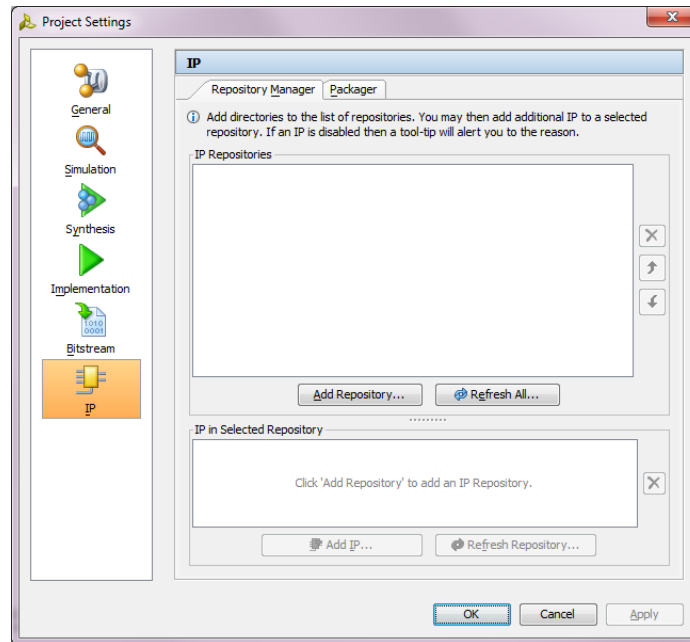 Project Settings
General
Simulation
Synthesis
Implementation
1010
0001
Bitstream
IP
IP
Repository Manager
Packager
Add directories to the list of repositories. You may then add additional IP to a selected
repository. If an IP is disabled then a tool-tip will alert you to the reason.
IP Repositories
Add Repository...
Refresh All...
IP in Selected Repository
Click 'Add Repository' to add an IP Repository.
Add IP...
Refresh Repository...
OK
Cancel
Apply